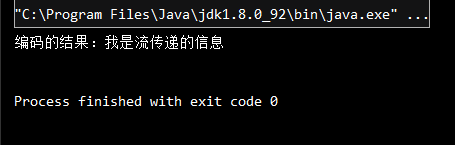 "C:\Program Files\Java\jdk1.8.0_92\bin\java.exe" ...
编码的结果：我是流传递的信息
Process finished with exit code 0